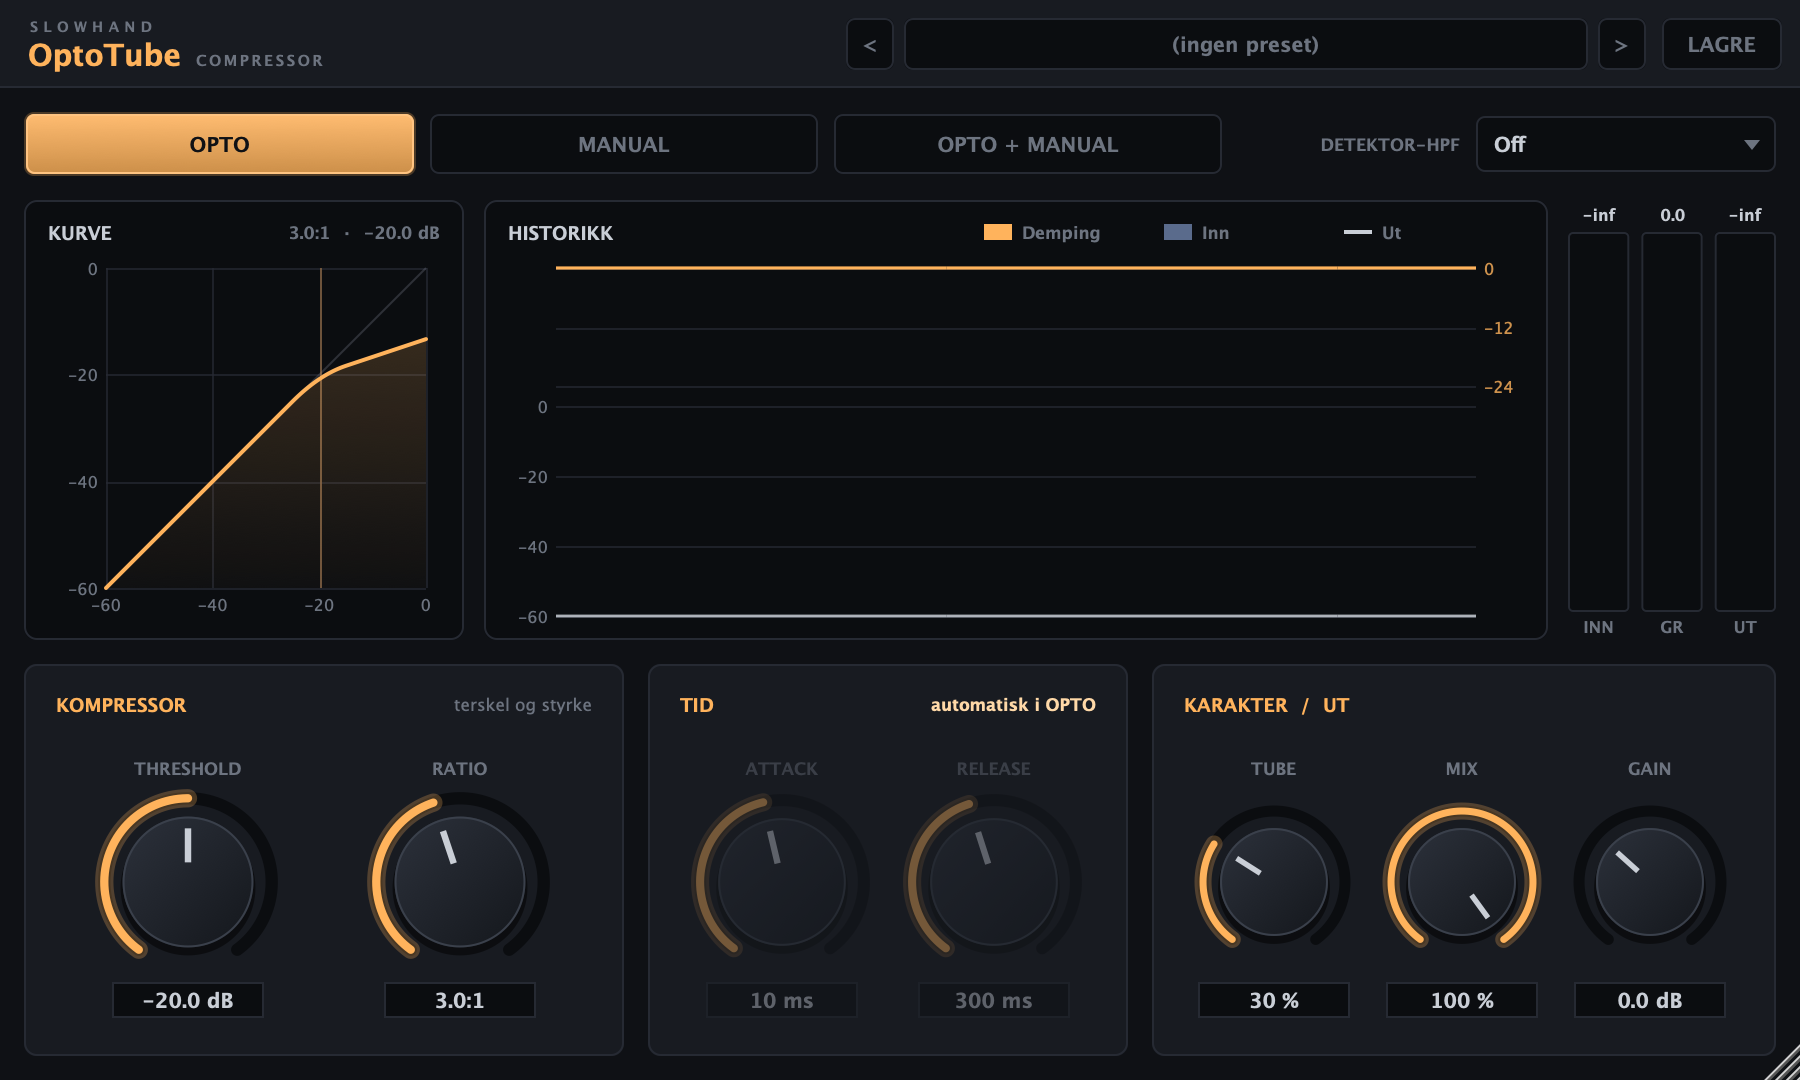 SLOWHAND
OptoTube COMPRESSOR
< (ingen preset) > LAGRE
OPTO MANUAL OPTO + MANUAL DETEKTOR-HPF Off
KURVE 3.0:1 · -20.0 dB
0
-20
-40
-60
-60 -40 -20 0
HISTORIKK Demping Inn Ut
0
-12
-24
0
-20
-40
-60
-inf 0.0 -inf
INN GR UT
KOMPRESSOR terskel og styrke
THRESHOLD RATIO
-20.0 dB 3.0:1
TID automatisk i OPTO
ATTACK RELEASE
10 ms 300 ms
KARAKTER / UT
TUBE MIX GAIN
30 % 100 % 0.0 dB